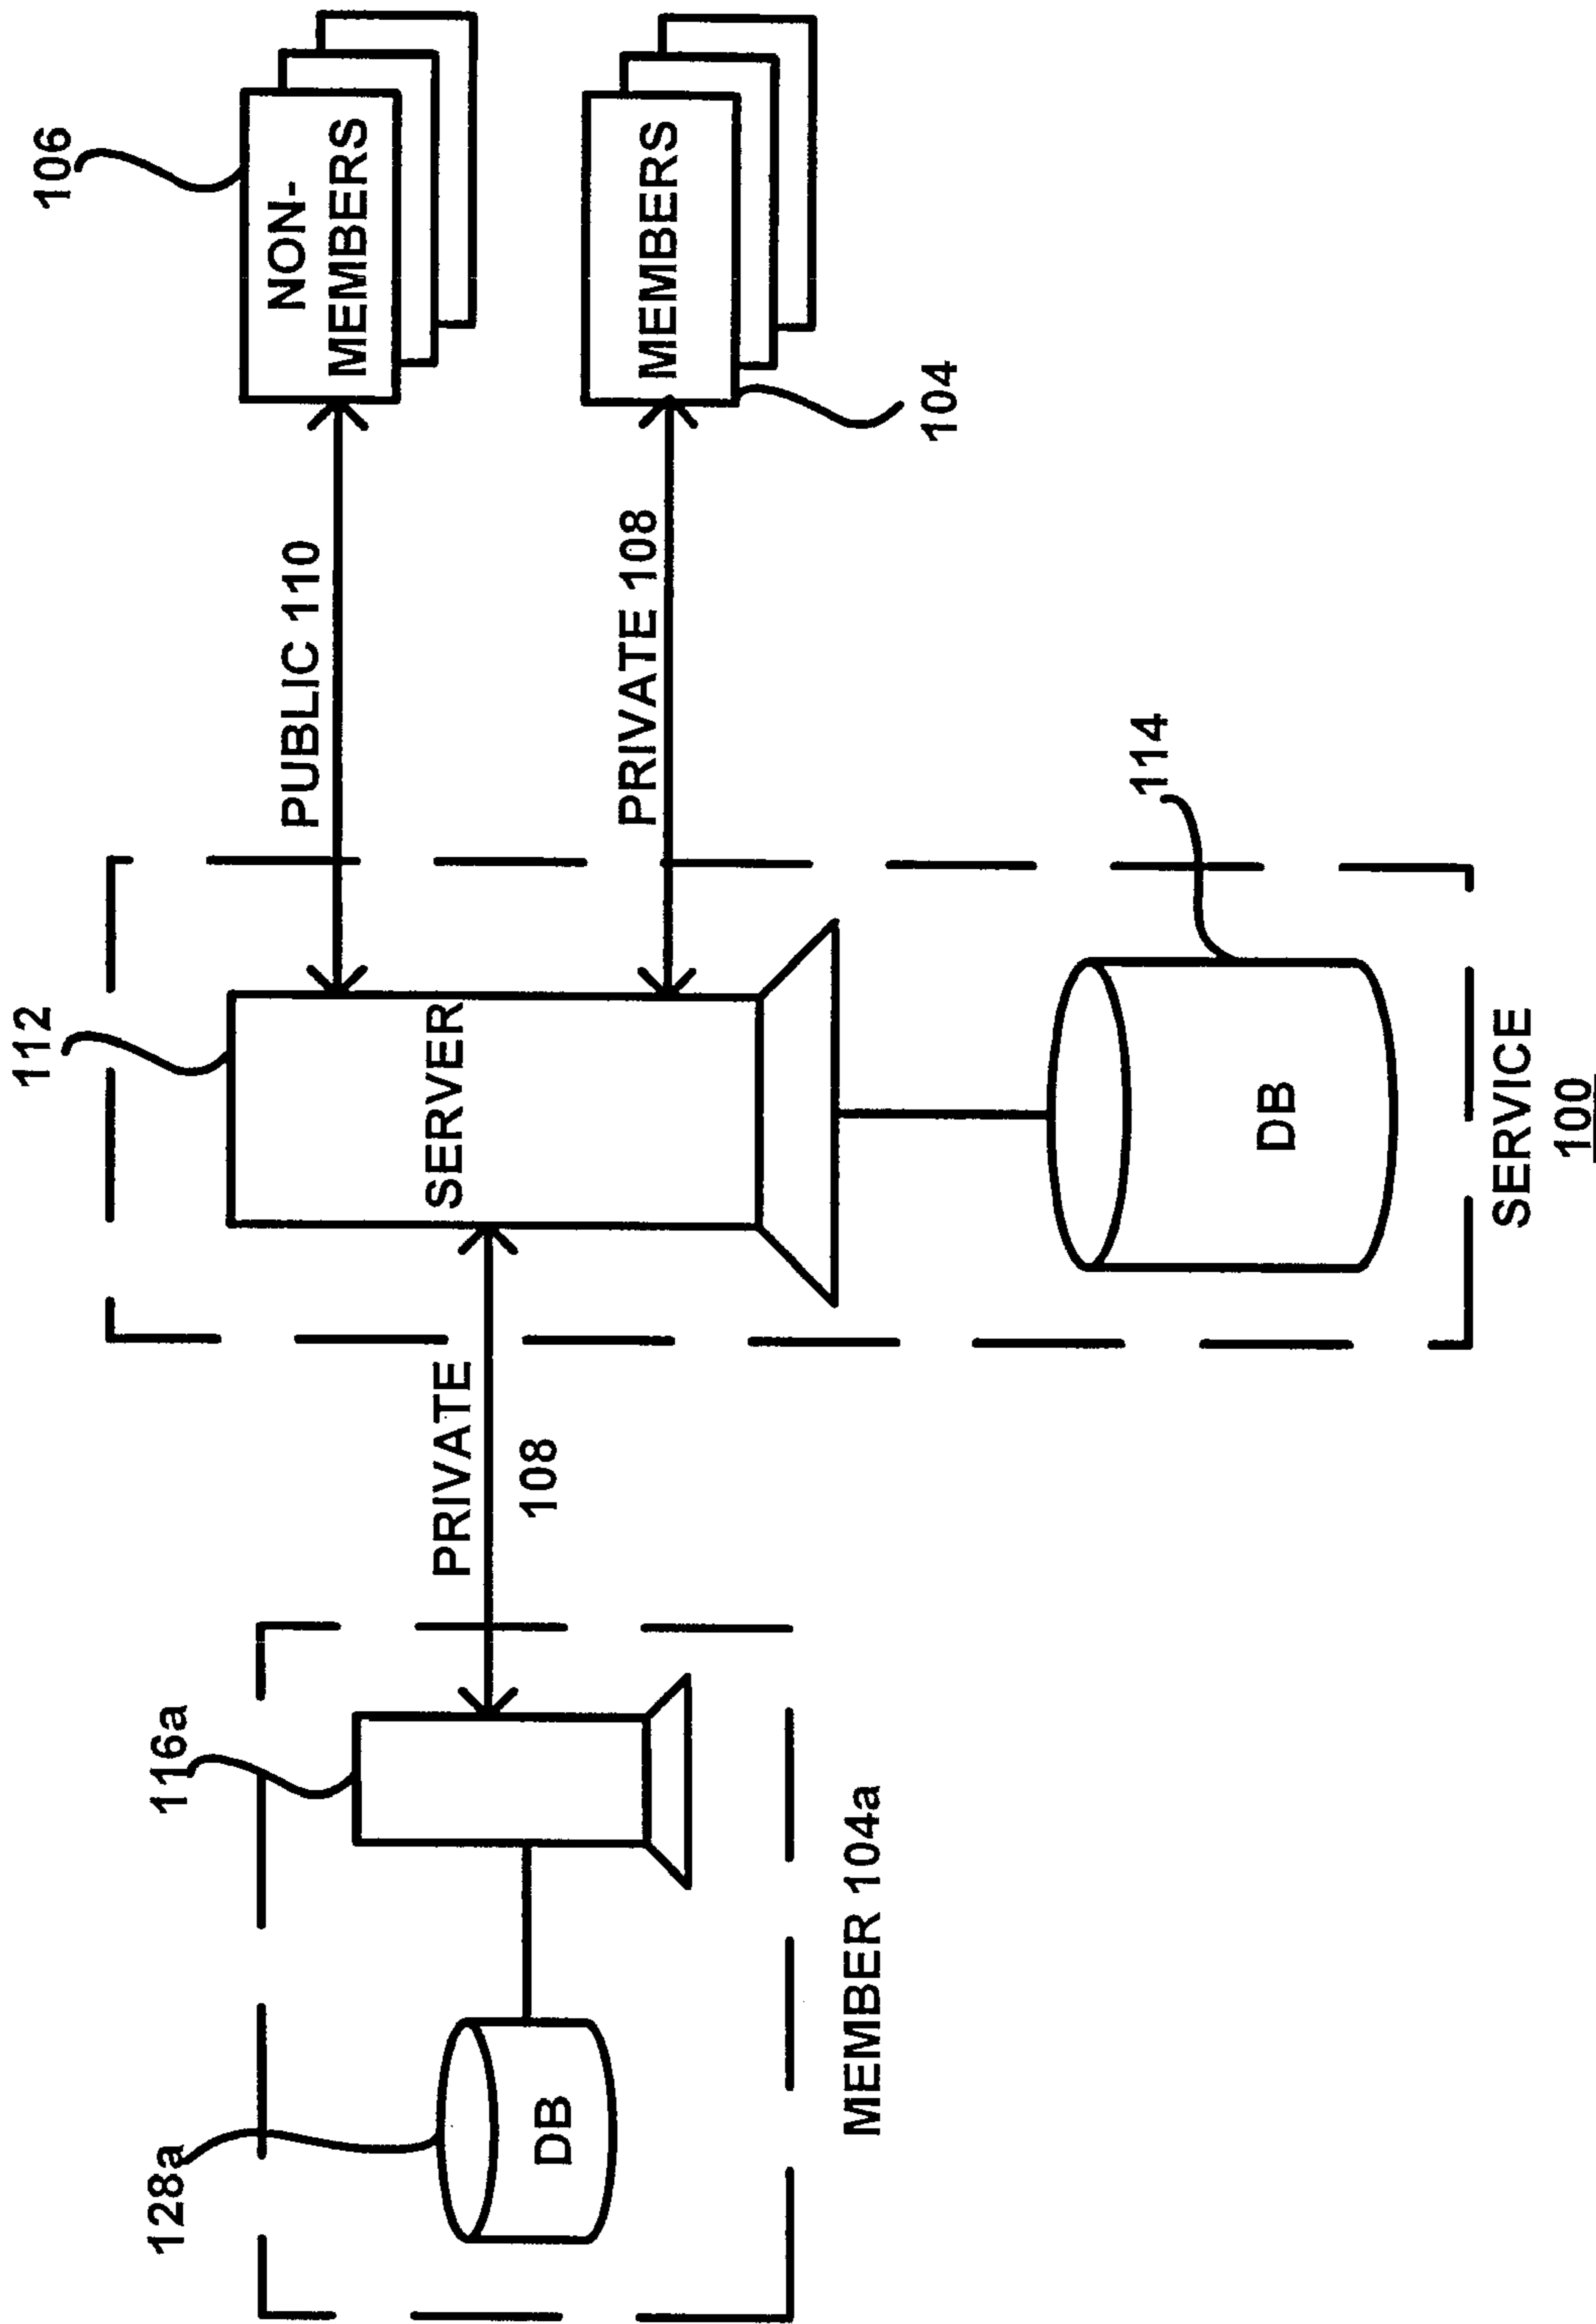 112
106
NON-
MEMBERS
PUBLIC 110
116a
128a
PRIVATE
108
SERVER
PRIVATE 108
MEMBERS
104
DB
MEMBER 104a
114
DB
SERVICE
100